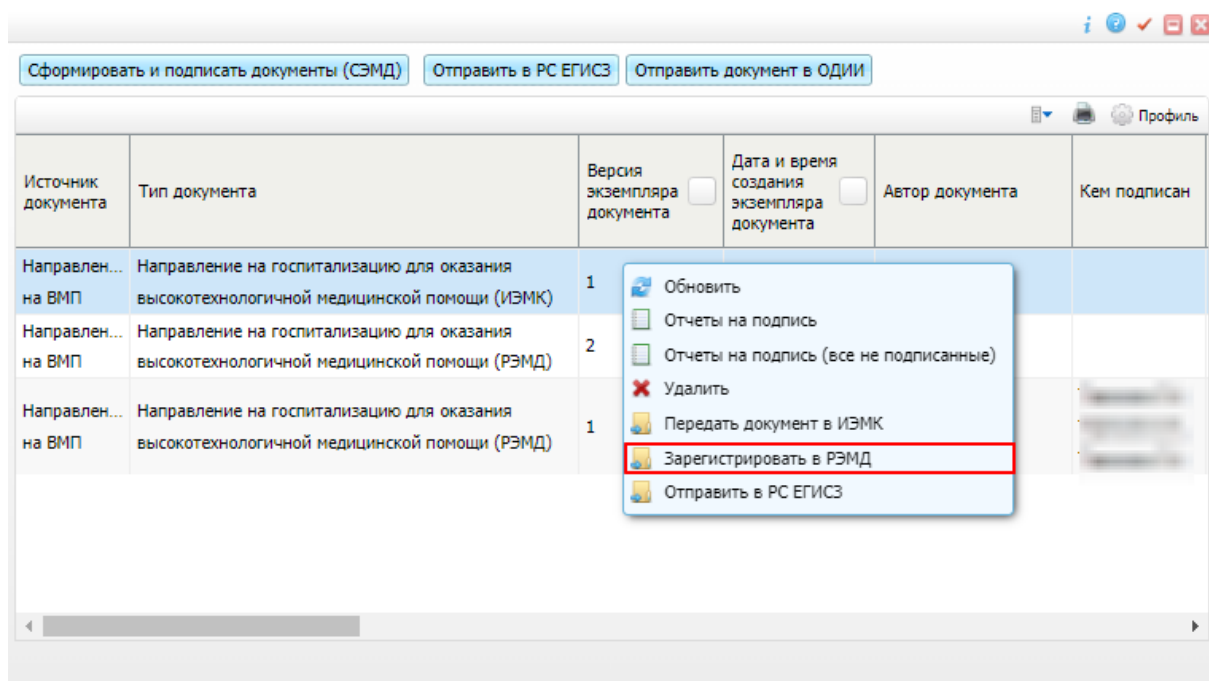 Сформировать и подписать документы (СЭМД) Отправить в РС ЕГИСЗ Отправить документ в ОДИИ
Профиль
Источник
документа
Тип документа
Версия
экземпляра
документа
Дата и время
создания
экземпляра
документа
Автор документа
Кем подписан
Направлен...
на ВМП
Направление на госпитализацию для оказания
высокотехнологичной медицинской помощи (ИЭМК)
1
Направлен...
на ВМП
Направление на госпитализацию для оказания
высокотехнологичной медицинской помощи (РЭМД)
2
Направлен...
на ВМП
Направление на госпитализацию для оказания
высокотехнологичной медицинской помощи (РЭМД)
1
Обновить
Отчеты на подпись
Отчеты на подпись (все не подписанные)
Удалить
Передать документ в ИЭМК
Зарегистрировать в РЭМД
Отправить в РС ЕГИСЗ